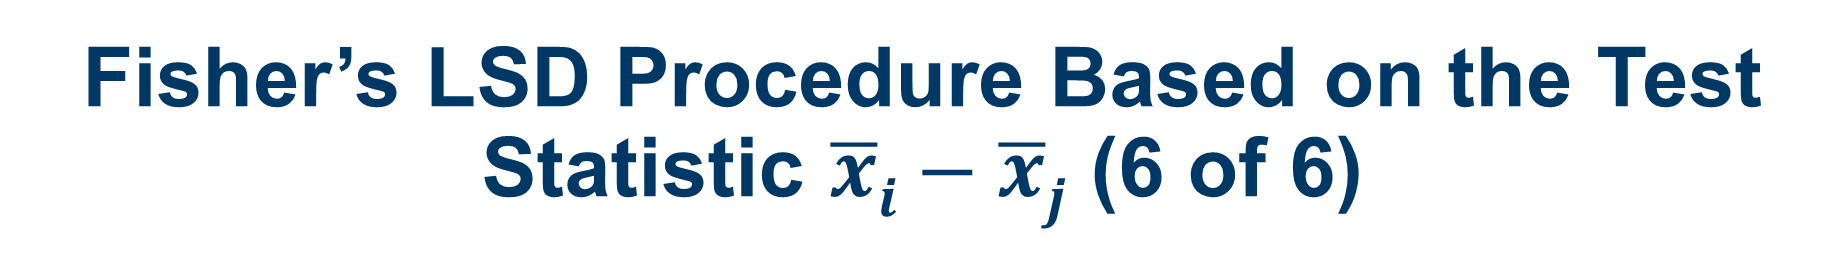 Fisher’s LSD Procedure Based on the Test
Statistic x̅ᵢ − x̅ⱼ (6 of 6)